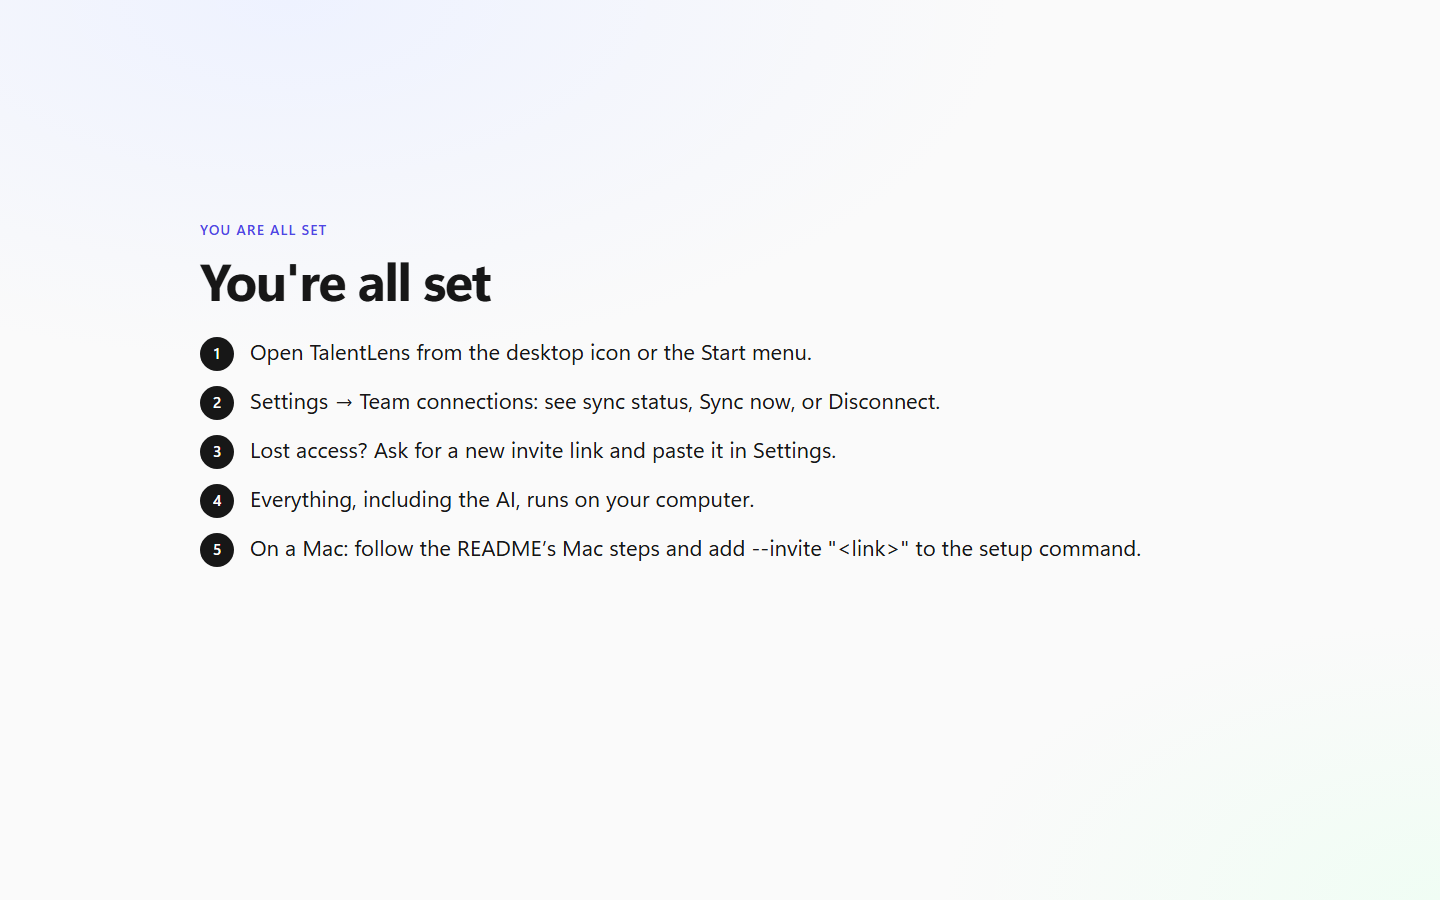 YOU ARE ALL SET
You're all set
1 Open TalentLens from the desktop icon or the Start menu.
2 Settings → Team connections: see sync status, Sync now, or Disconnect.
3 Lost access? Ask for a new invite link and paste it in Settings.
4 Everything, including the AI, runs on your computer.
5 On a Mac: follow the README’s Mac steps and add --invite "<link>" to the setup command.